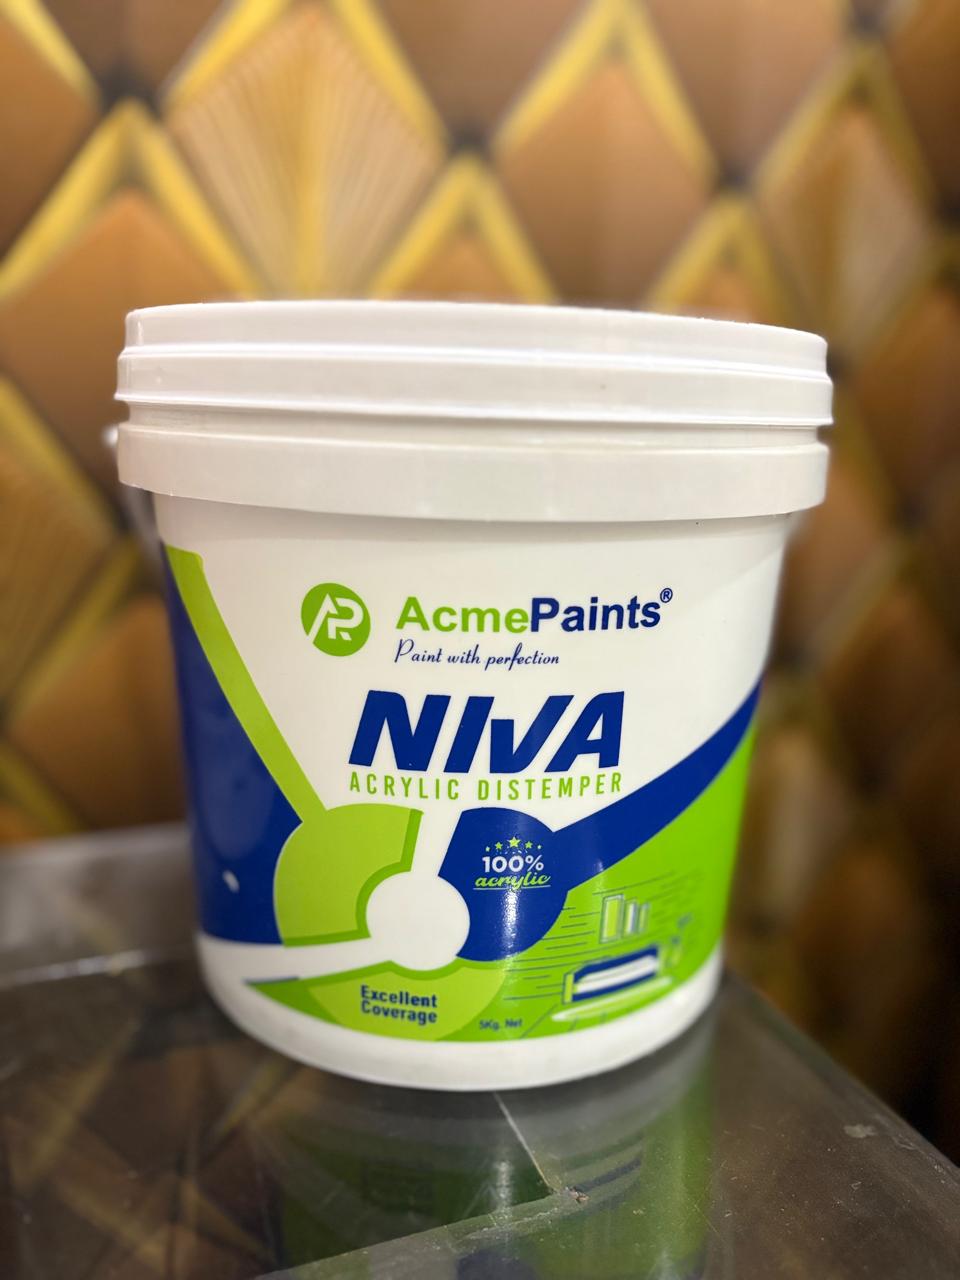 AcmePaints®
Paint with perfection
NIVA
ACRYLIC DISTEMPER
100%
acrylic
Excellent
Coverage
5Kg. Net